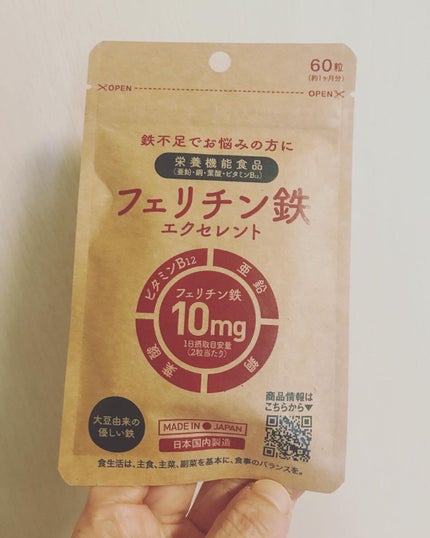 60粒
(約1ヶ月分)
OPEN
OPEN
鉄不足でお悩みの方に
栄養機能食品
(亜鉛・銅・葉酸・ビタミンB12)
フェリチン鉄
エクセレント
ビタミンB12
亜鉛
葉酸
銅
フェリチン鉄
10mg
1日摂取目安量
(2粒当たり)
商品情報は
こちらから▼
大豆由来の
優しい鉄
MADE IN JAPAN
日本国内製造
食生活は、主食、主菜、副菜を基本に、食事のバランスを。